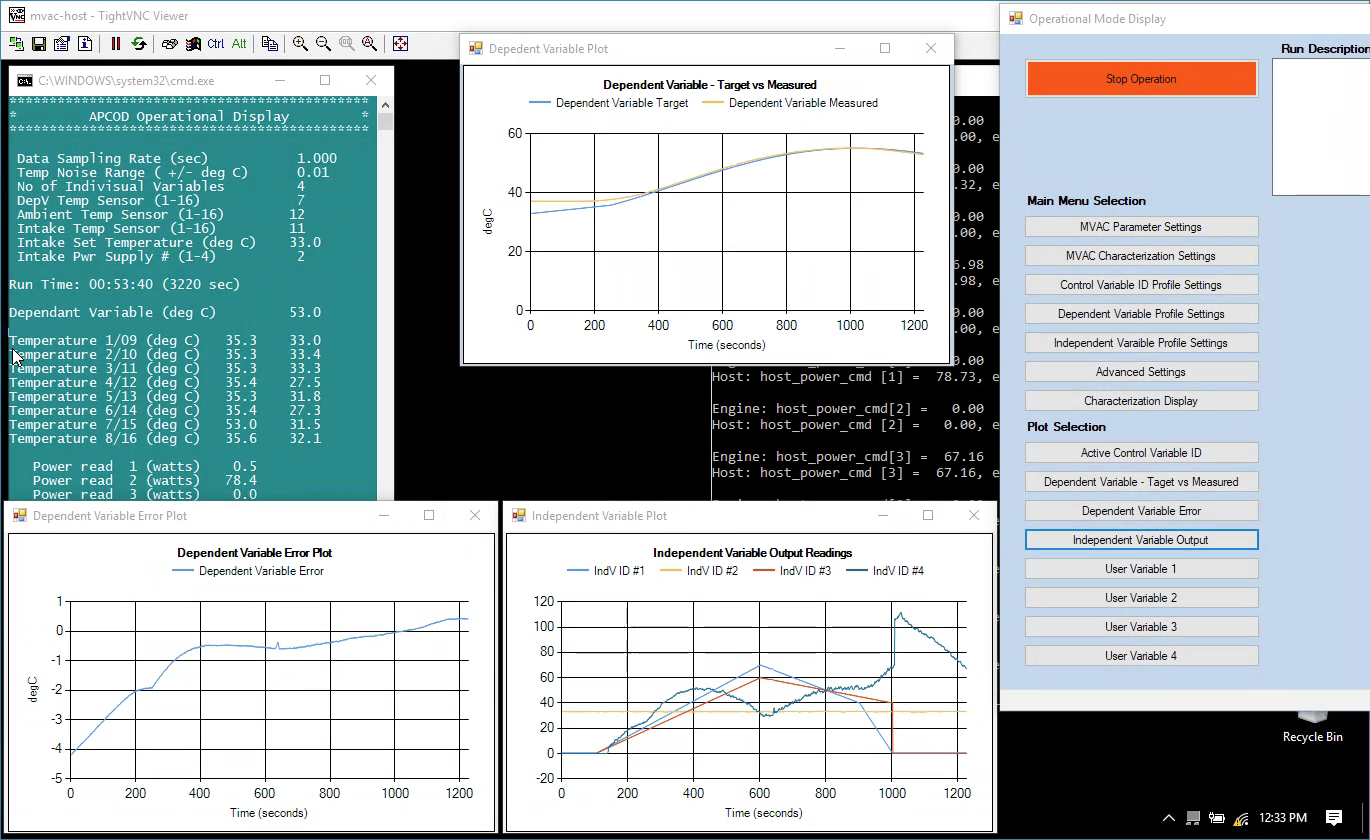 mvac-host - TightVNC Viewer
Ctrl Alt
C:\WINDOWS\system32\cmd.exe
*****************************************
* APCOD Operational Display *
*****************************************
Data Sampling Rate (sec) 1.000
Temp Noise Range ( +/- deg C) 0.01
No of Indivisual Variables 4
DepV Temp Sensor (1-16) 7
Ambient Temp Sensor (1-16) 12
Intake Temp Sensor (1-16) 11
Intake Set Temperature (deg C) 33.0
Intake Pwr Supply # (1-4) 2
Run Time: 00:53:40 (3220 sec)
Dependant Variable (deg C) 53.0
Temperature 1/09 (deg C) 35.3 33.0
Temperature 2/10 (deg C) 35.3 33.4
Temperature 3/11 (deg C) 35.3 33.3
Temperature 4/12 (deg C) 35.4 27.5
Temperature 5/13 (deg C) 35.3 31.8
Temperature 6/14 (deg C) 35.4 27.3
Temperature 7/15 (deg C) 53.0 31.5
Temperature 8/16 (deg C) 35.6 32.1
Power read 1 (watts) 0.5
Power read 2 (watts) 78.4
Power read 3 (watts) 0.0
Depedent Variable Plot
Dependent Variable - Target vs Measured
Dependent Variable Target Dependent Variable Measured
60
40
20
0
degC
0 200 400 600 800 1000 1200
Time (seconds)
0.00
.00, e
0.00
.32, e
0.00
.00, e
6.98
.98, e
0.00
.00, e
0.00
Host: host_power_cmd [1] = 78.73, e
Engine: host_power_cmd[2] = 0.00
Host: host_power_cmd [2] = 0.00, e
Engine: host_power_cmd[3] = 67.16
Host: host_power_cmd [3] = 67.16, e
Dependent Variable Error Plot
Dependent Variable Error Plot
Dependent Variable Error
1
0
-1
-2
-3
-4
-5
degC
0 200 400 600 800 1000 1200
Time (seconds)
Independent Variable Plot
Independent Variable Output Readings
IndV ID #1 IndV ID #2 IndV ID #3 IndV ID #4
120
100
80
60
40
20
0
-20
0 200 400 600 800 1000 1200
Time (seconds)
Operational Mode Display
Run Description
Stop Operation
Main Menu Selection
MVAC Parameter Settings
MVAC Characterization Settings
Control Variable ID Profile Settings
Dependent Variable Profile Settings
Independent Varaible Profile Settings
Advanced Settings
Characterization Display
Plot Selection
Active Control Variable ID
Dependent Variable - Taget vs Measured
Dependent Variable Error
Independent Variable Output
User Variable 1
User Variable 2
User Variable 3
User Variable 4
Recycle Bin
12:33 PM